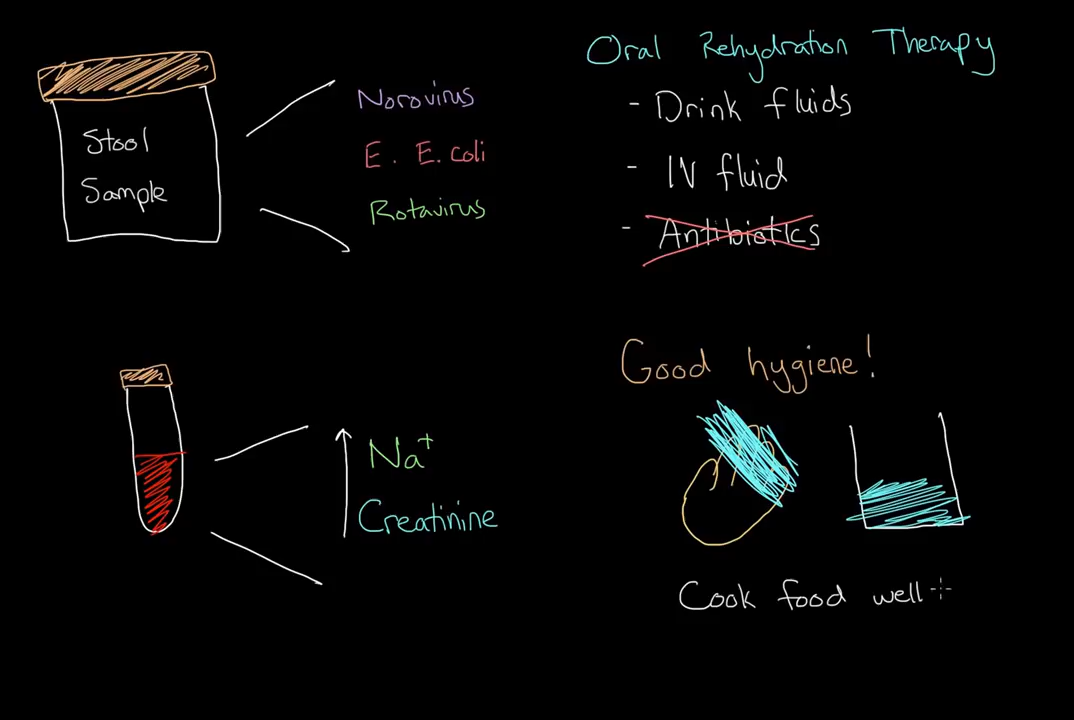 Stool
Sample
Norovirus
E. E. coli
Rotavirus
Oral Rehydration Therapy
- Drink fluids
- IV fluid
- Antibiotics
Na+
Creatinine
Good hygiene!
Cook food well